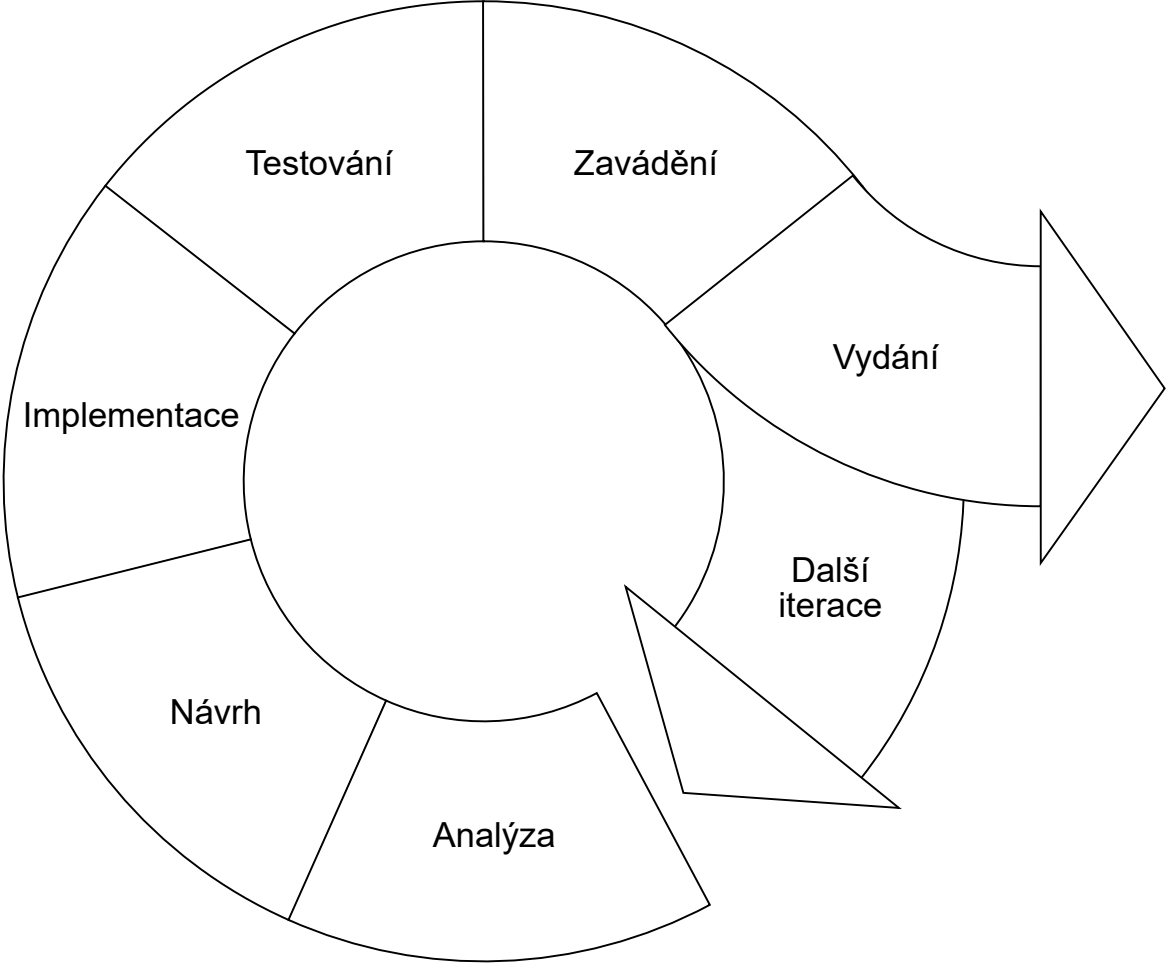 Testování
Zavádění
Vydání
Implementace
Další
iterace
Návrh
Analýza